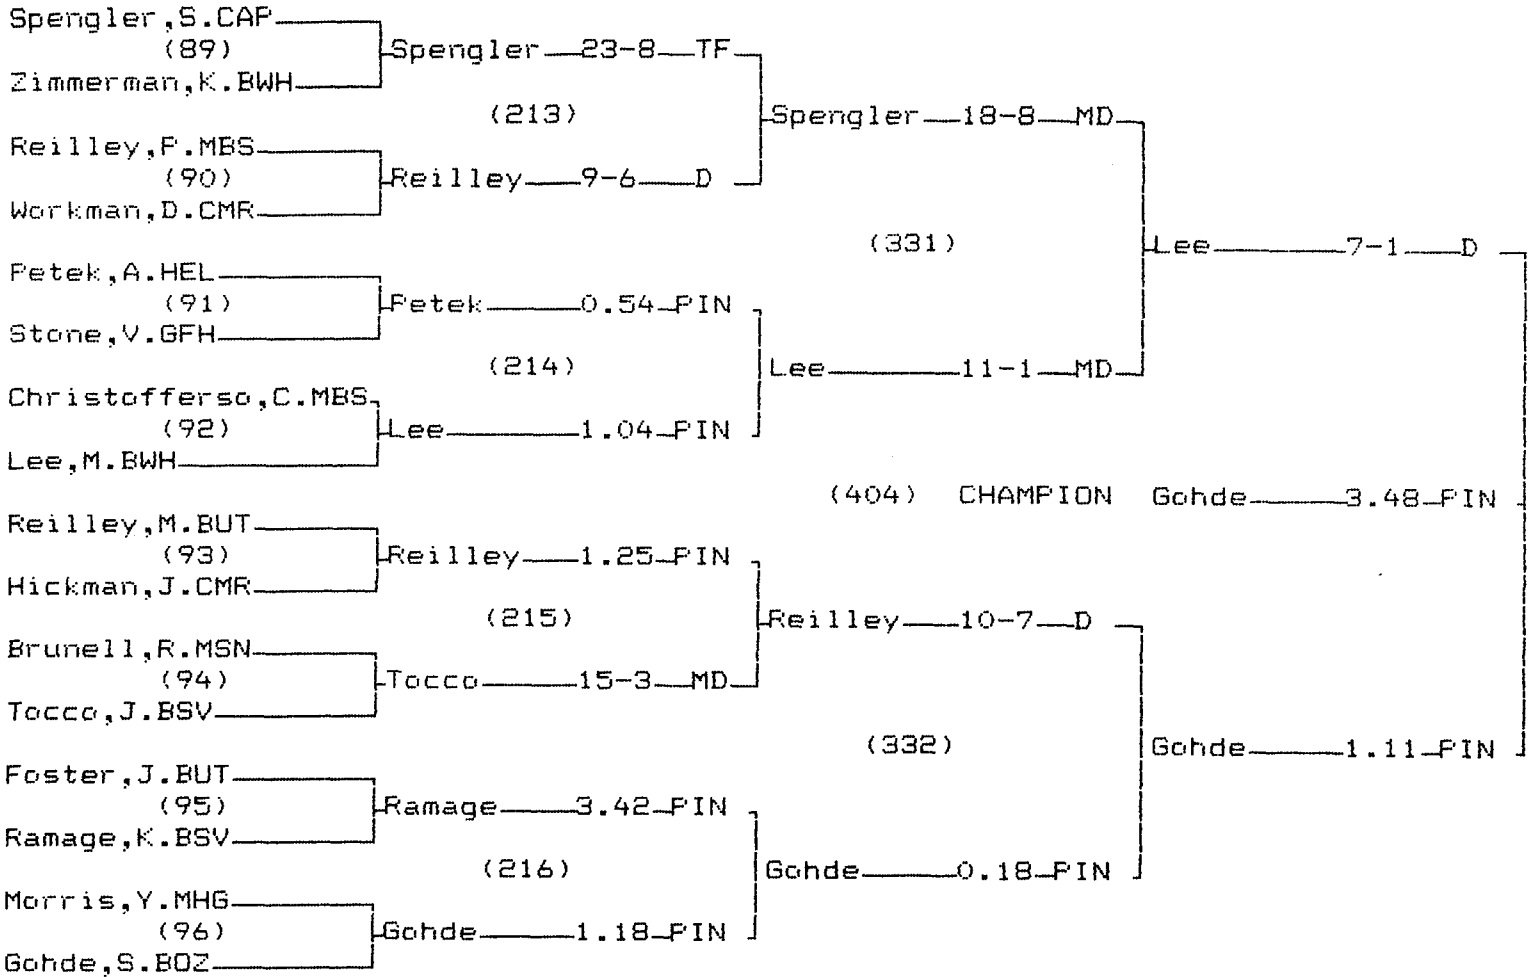 Spengler,S.CAP
(89) Spengler 23-8 TF
Zimmerman,K.BWH
(213) Spengler 18-8 MD
Reilley,P.MBS
(90) Reilley 9-6 D
Workman,D.CMR
(331) Lee 7-1 D
Petek,A.HEL
(91) Petek 0.54 PIN
Stone,V.GFH
(214) Lee 11-1 MD
Christofferso,C.MBS
(92) Lee 1.04 PIN
Lee,M.BWH
(404) CHAMPION Gohde 3.48 PIN
Reilley,M.BUT
(93) Reilley 1.25 PIN
Hickman,J.CMR
(215) Reilley 10-7 D
Brunell,R.MSN
(94) Tocco 15-3 MD
Tocco,J.BSV
(332) Gohde 1.11 PIN
Foster,J.BUT
(95) Ramage 3.42 PIN
Ramage,K.BSV
(216) Gohde 0.18 PIN
Morris,Y.MHG
(96) Gohde 1.18 PIN
Gohde,S.BOZ